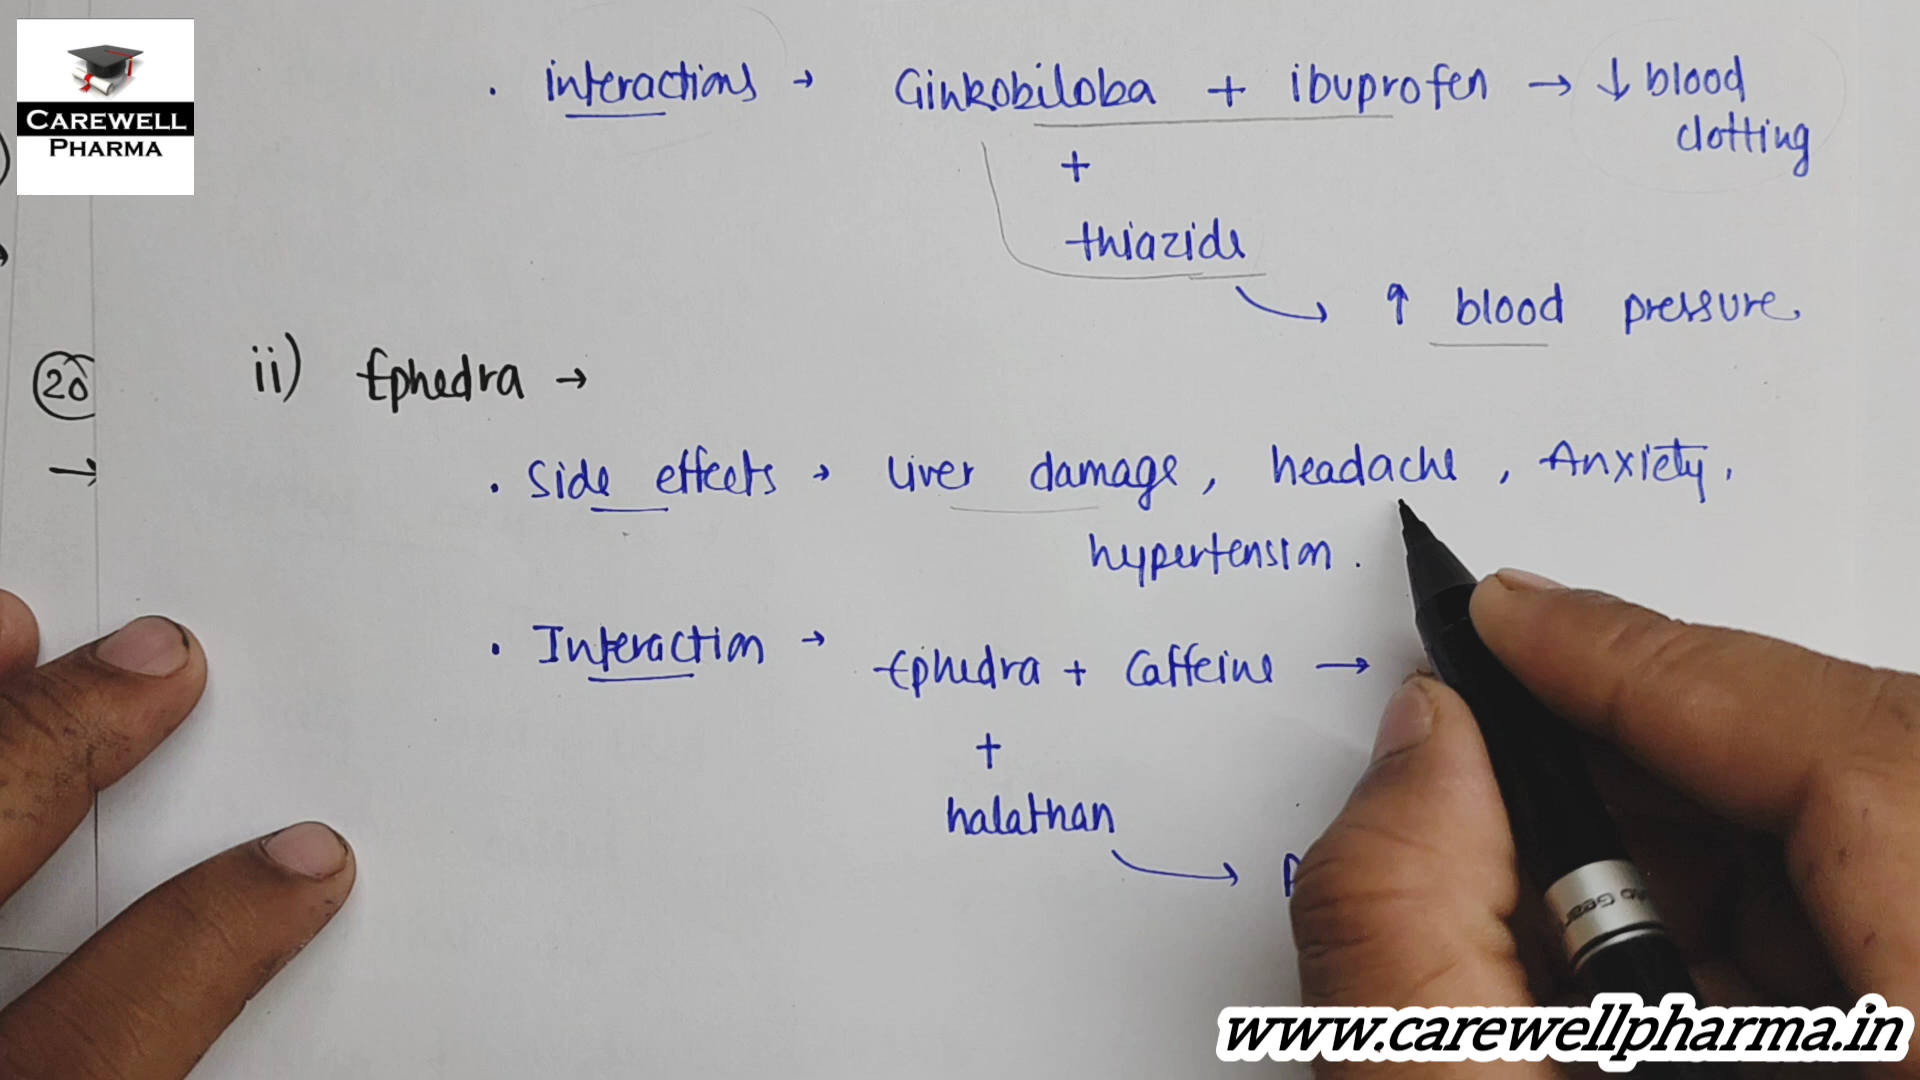 CAREWELL
PHARMA
. interactions → Ginkobiloba + ibuprofen → ↓ blood
clotting
+
thiazide
↑ blood pressure.
20
ii) Ephedra →
→
. Side effects → Liver damage, headache, Anxiety,
hypertension.
. Interaction → Ephedra + Caffeine →
+
halathan
www.carewellpharma.in